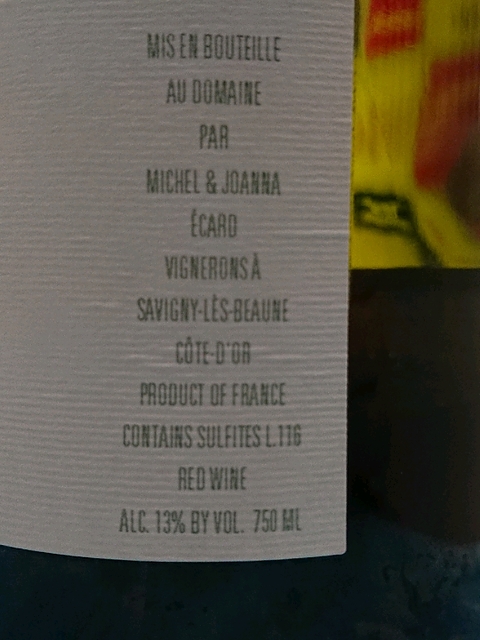 MIS EN BOUTEILLE
AU DOMAINE
PAR
MICHEL & JOANNA
ÉCARD
VIGNERONS À
SAVIGNY-LÈS-BEAUNE
CÔTE-D'OR
PRODUCT OF FRANCE
CONTAINS SULFITES L.116
RED WINE
ALC. 13% BY VOL. 750 ML